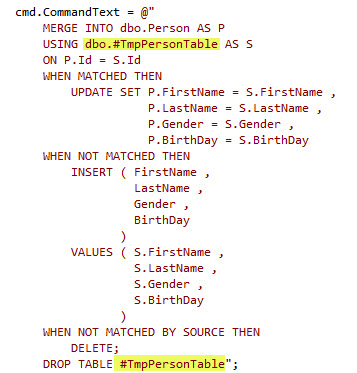 cmd.CommandText = @"
MERGE INTO dbo.Person AS P
USING dbo.#TmpPersonTable AS S
ON P.Id = S.Id
WHEN MATCHED THEN
UPDATE SET P.FirstName = S.FirstName ,
P.LastName = S.LastName ,
P.Gender = S.Gender ,
P.BirthDay = S.BirthDay
WHEN NOT MATCHED THEN
INSERT ( FirstName ,
LastName ,
Gender ,
BirthDay
)
VALUES ( S.FirstName ,
S.LastName ,
S.Gender ,
S.BirthDay
)
WHEN NOT MATCHED BY SOURCE THEN
DELETE;
DROP TABLE #TmpPersonTable";